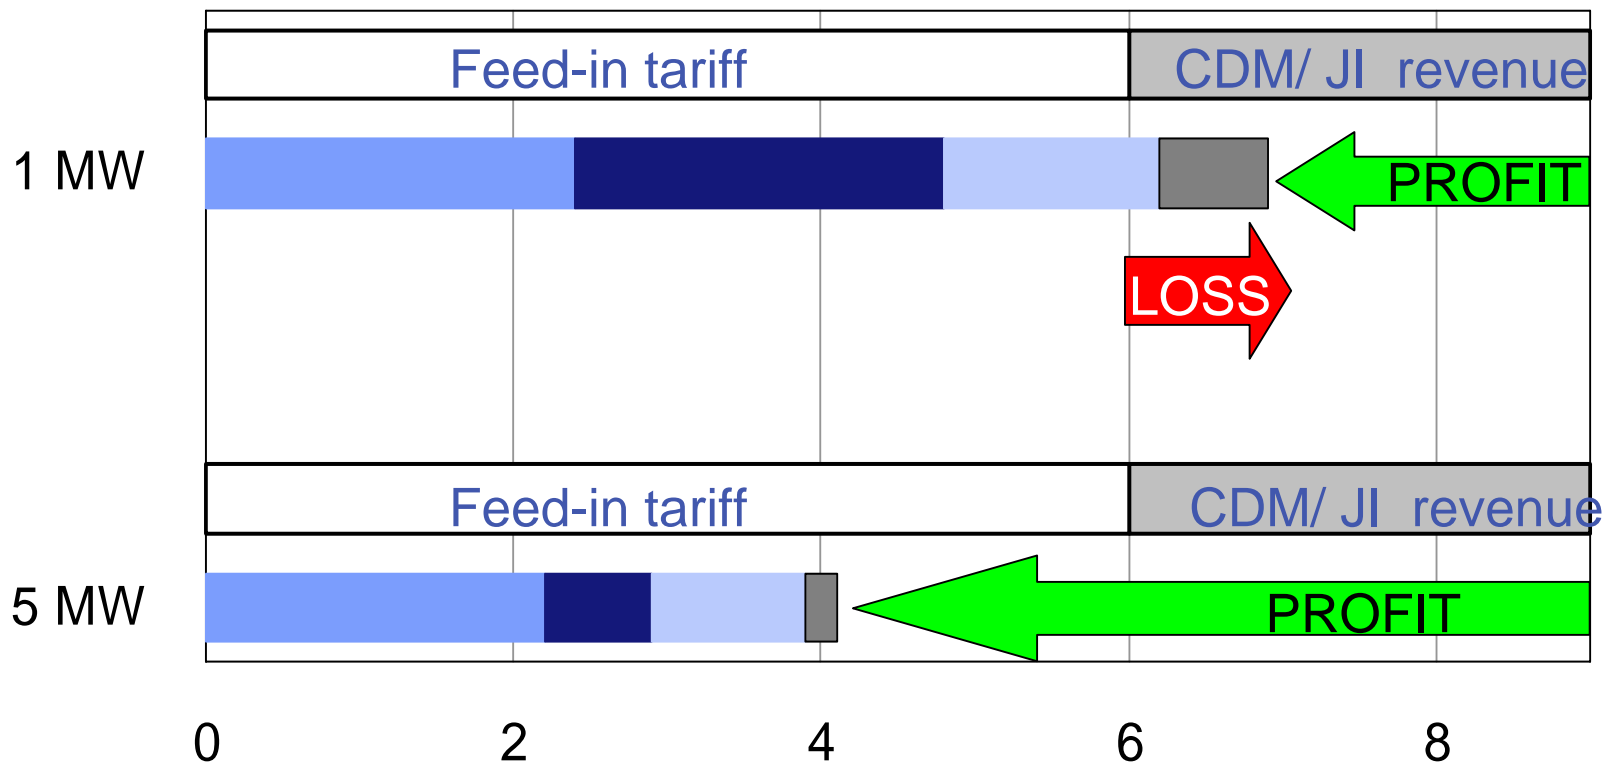 Feed-in tariff CDM/ JI revenue
1 MW PROFIT
LOSS
Feed-in tariff CDM/ JI revenue
5 MW PROFIT
0 2 4 6 8